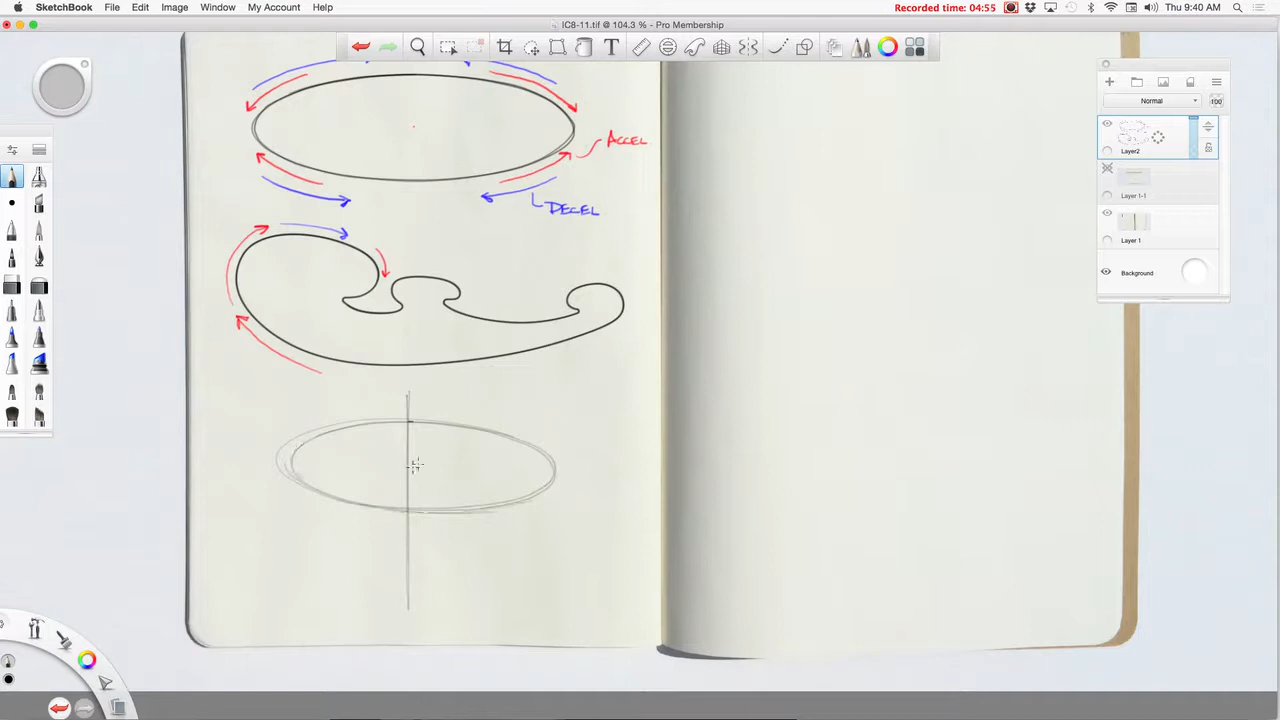 SketchBook File Edit Image Window My Account Help
Recorded time: 04:55
Thu 9:40 AM
IC8-11.tif @ 104.3 % - Pro Membership
T
Normal
100
Layer2
Layer 1-1
Layer 1
Background
ACCEL
DECEL